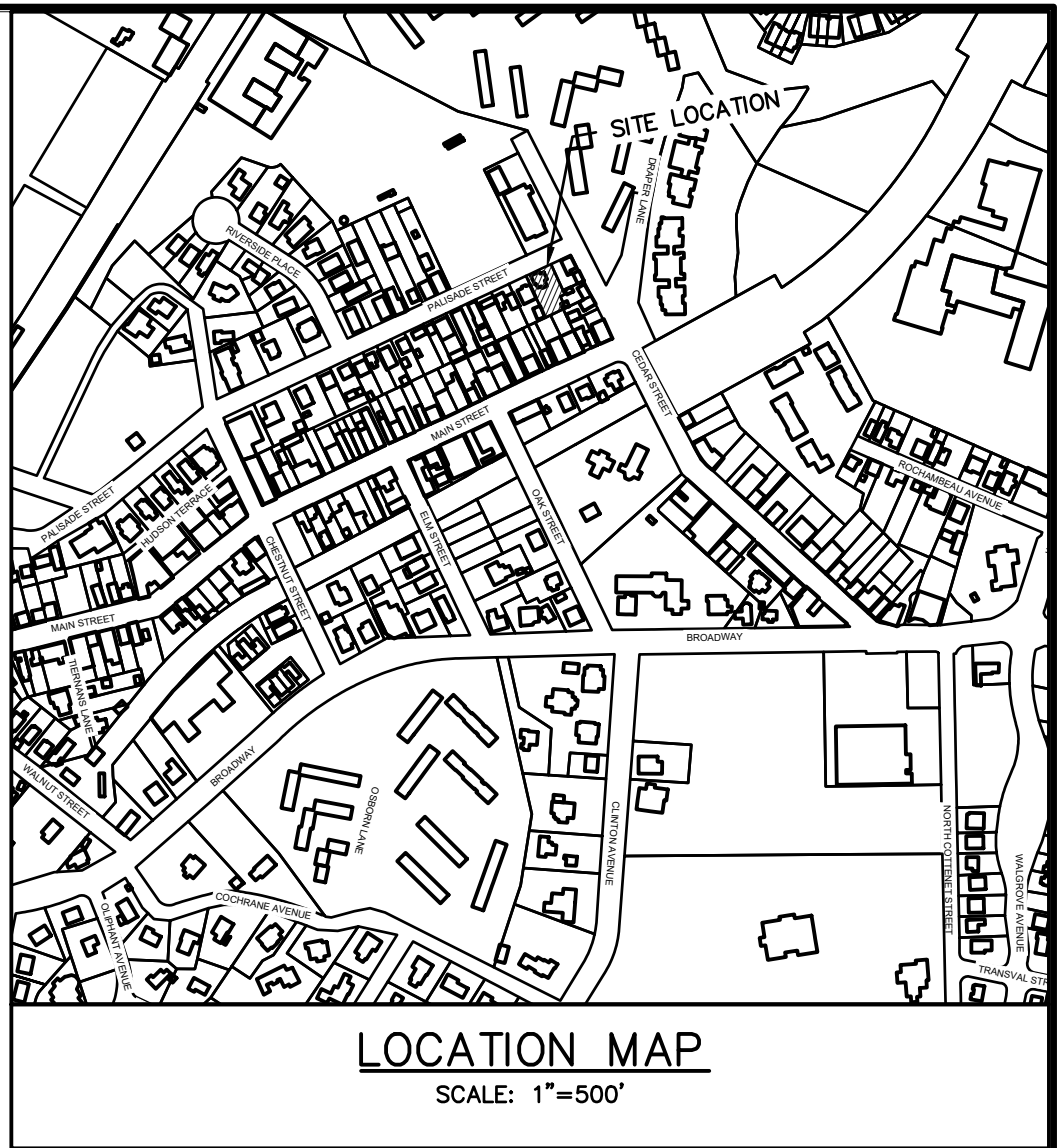 SITE LOCATION
DRAPER LANE
RIVERSIDE PLACE
PALISADE STREET
CEDAR STREET
MAIN STREET
ROCHAMBEAU AVENUE
PALISADE STREET
HUDSON TERRACE
OAK STREET
ELM STREET
CHESTNUT STREET
MAIN STREET
BROADWAY
TIERNANS LANE
WALNUT STREET
BROADWAY
OSBORN LANE
CLINTON AVENUE
NORTH COTTENET STREET
WALGROVE AVENUE
COCHRANE AVENUE
OLIPHANT AVENUE
TRANSVAL STR
LOCATION MAP
SCALE: 1"=500'